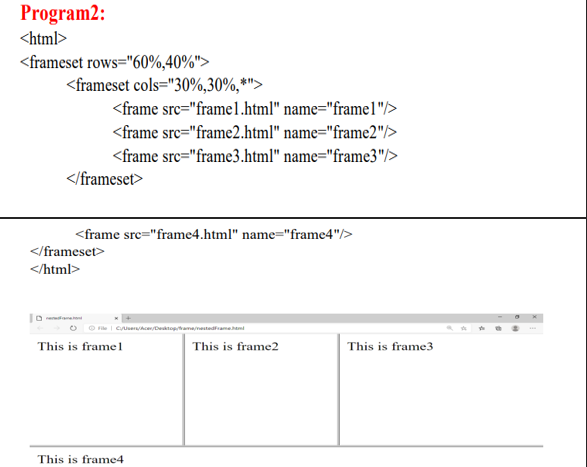 Program2:
<html>
<frameset rows="60%,40%">
<frameset cols="30%,30%,*">
<frame src="frame1.html" name="frame1"/>
<frame src="frame2.html" name="frame2"/>
<frame src="frame3.html" name="frame3"/>
</frameset>
<frame src="frame4.html" name="frame4"/>
</frameset>
</html>
nestedFrame.html
File | C:/Users/Acer/Desktop/frame/nestedFrame.html
This is frame1 This is frame2 This is frame3
This is frame4